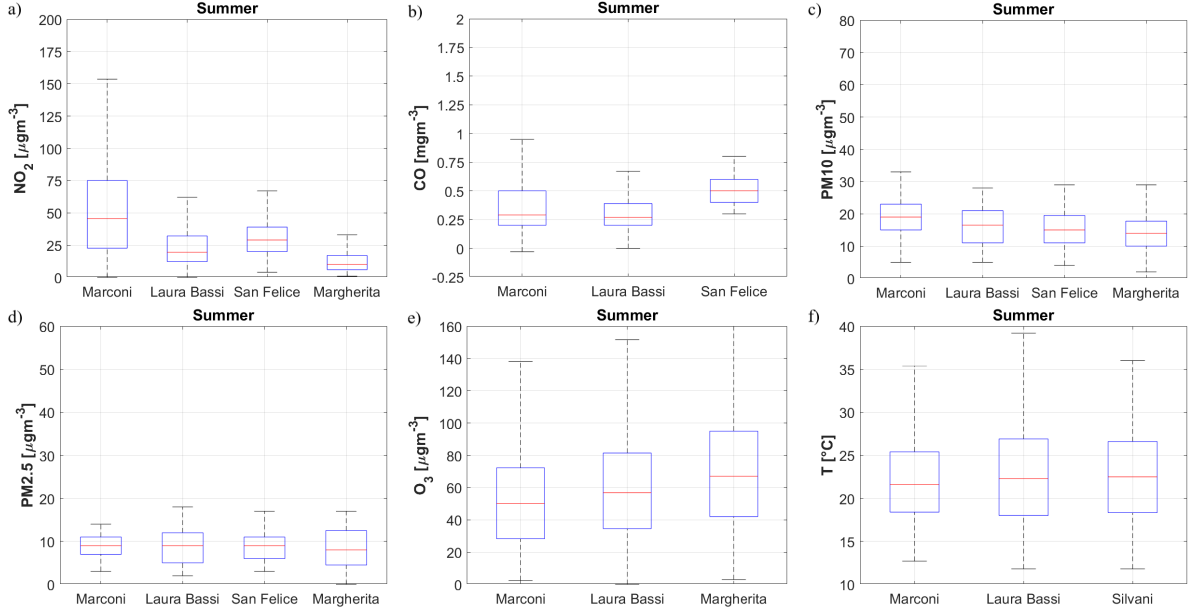 a)
Summer
NO2 [μgm-3]
200
175
150
125
100
75
50
25
0
Marconi Laura Bassi San Felice Margherita
b)
Summer
CO [mgm-3]
2
1.75
1.5
1.25
1
0.75
0.5
0.25
0
-0.25
Marconi Laura Bassi San Felice
c)
Summer
PM10 [μgm-3]
80
70
60
50
40
30
20
10
0
Marconi Laura Bassi San Felice Margherita
d)
Summer
PM2.5 [μgm-3]
60
50
40
30
20
10
0
Marconi Laura Bassi San Felice Margherita
e)
Summer
O3 [μgm-3]
160
140
120
100
80
60
40
20
0
Marconi Laura Bassi Margherita
f)
Summer
T [°C]
40
35
30
25
20
15
10
Marconi Laura Bassi Silvani